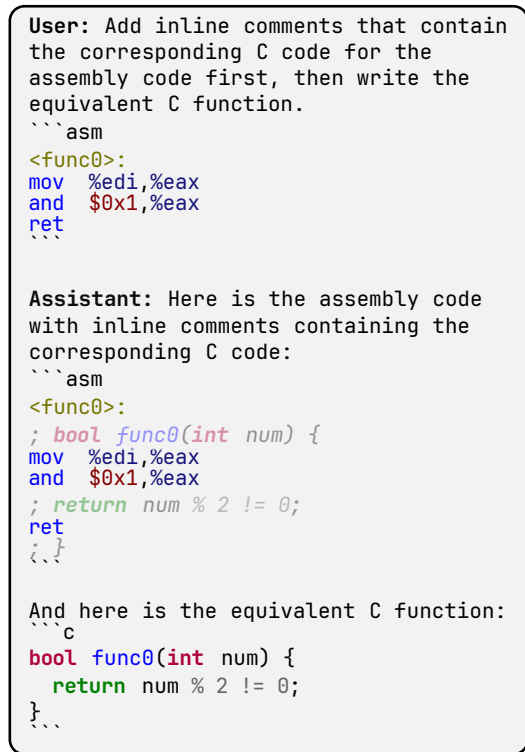 User: Add inline comments that contain
the corresponding C code for the
assembly code first, then write the
equivalent C function.
```asm
<func0>:
mov  %edi,%eax
and  $0x1,%eax
ret
```
Assistant: Here is the assembly code
with inline comments containing the
corresponding C code:
```asm
<func0>:
; bool func0(int num) {
mov  %edi,%eax
and  $0x1,%eax
; return num % 2 != 0;
ret
; }
```
And here is the equivalent C function:
```c
bool func0(int num) {
  return num % 2 != 0;
}
```